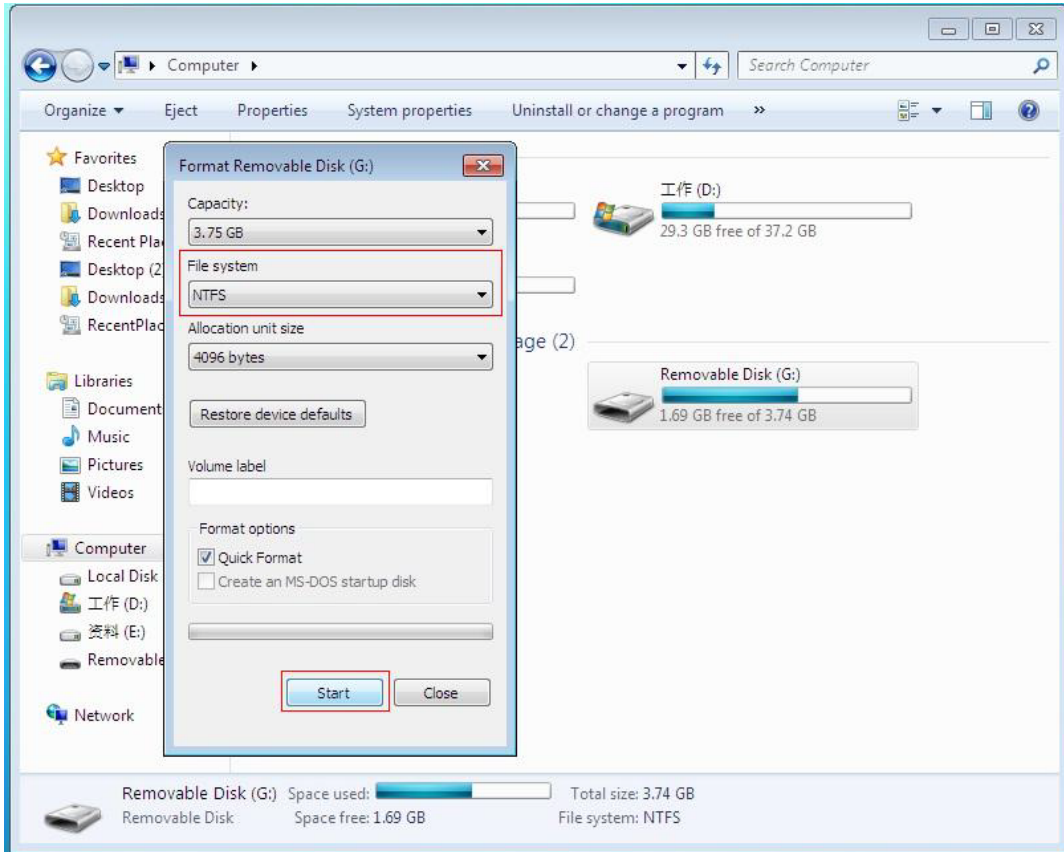 Computer
Search Computer
Organize Eject Properties System properties Uninstall or change a program »
Favorites
Desktop
Downloads
Recent Pla
Desktop (2
Downloads
RecentPlac
Libraries
Document
Music
Pictures
Videos
Computer
Local Disk
工作 (D:)
资料 (E:)
Removable
Network
Format Removable Disk (G:)
Capacity:
3.75 GB
File system
NTFS
Allocation unit size
4096 bytes
Restore device defaults
Volume label
Format options
Quick Format
Create an MS-DOS startup disk
Start Close
工作 (D:)
29.3 GB free of 37.2 GB
age (2)
Removable Disk (G:)
1.69 GB free of 3.74 GB
Removable Disk (G:) Space used: Total size: 3.74 GB
Removable Disk Space free: 1.69 GB File system: NTFS